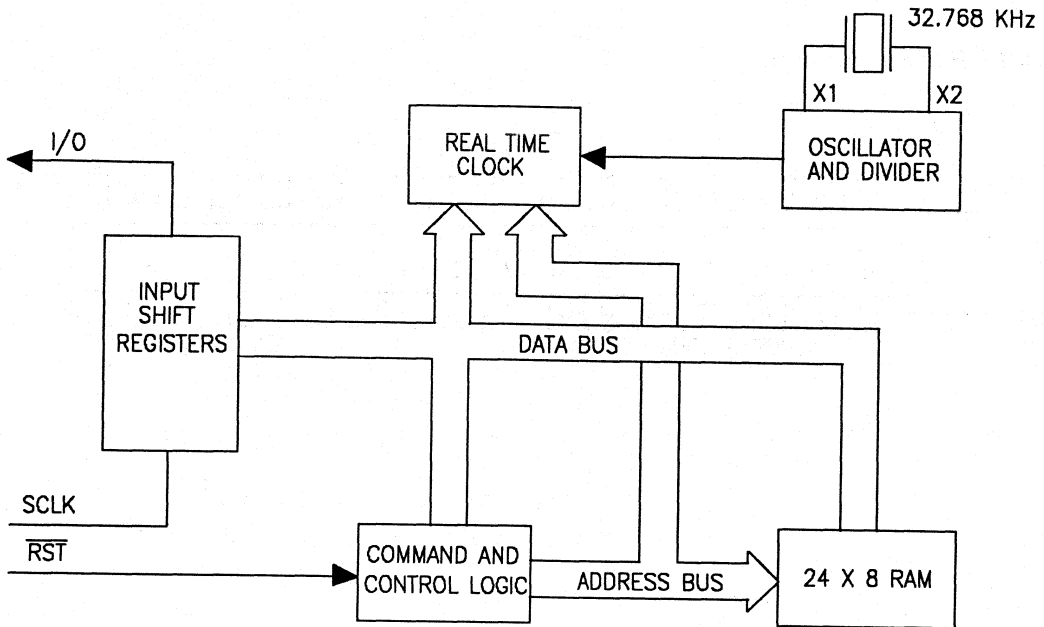 32.768 KHz
X1
X2
I/O
REAL TIME
CLOCK
OSCILLATOR
AND DIVIDER
INPUT
SHIFT
REGISTERS
DATA BUS
SCLK
R̅S̅T̅
COMMAND AND
CONTROL LOGIC
ADDRESS BUS
24 X 8 RAM